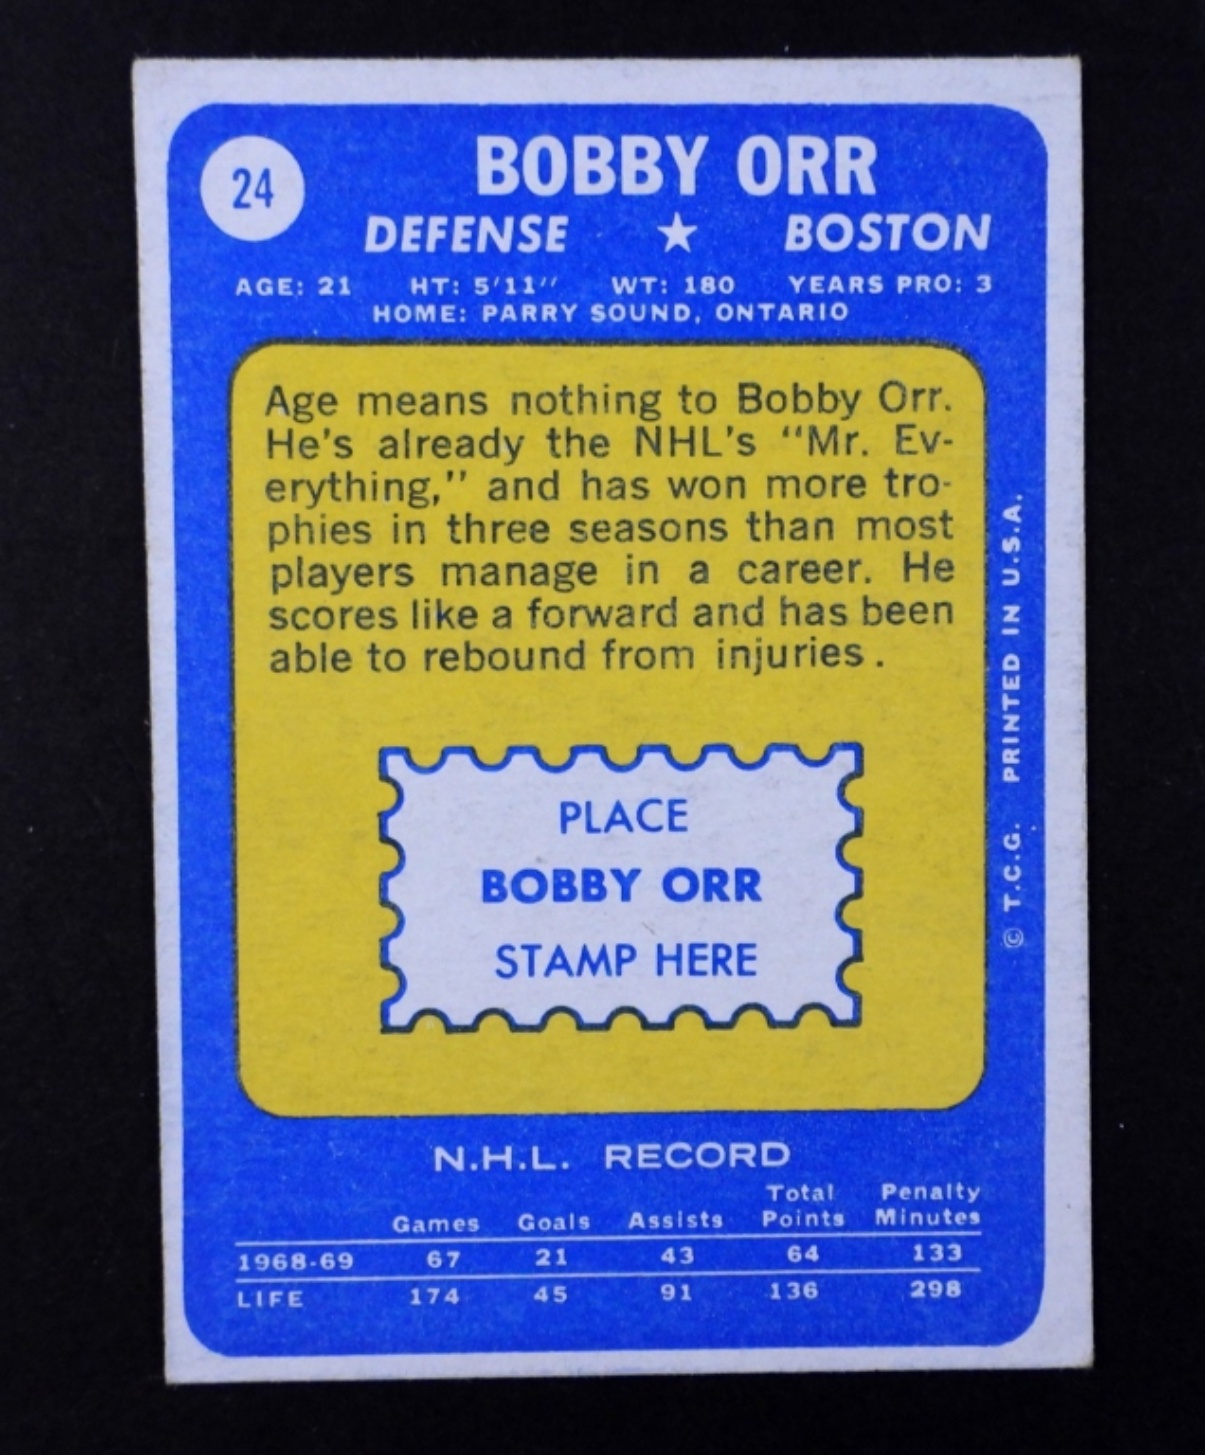 24
BOBBY ORR
DEFENSE ★ BOSTON
AGE: 21 HT: 5'11" WT: 180 YEARS PRO: 3
HOME: PARRY SOUND, ONTARIO
Age means nothing to Bobby Orr.
He's already the NHL's "Mr. Ev-
erything," and has won more tro-
phies in three seasons than most
players manage in a career. He
scores like a forward and has been
able to rebound from injuries.
PLACE
BOBBY ORR
STAMP HERE
© T.C.G. PRINTED IN U.S.A.
N.H.L. RECORD
Total Penalty
Games Goals Assists Points Minutes
1968-69 67 21 43 64 133
LIFE 174 45 91 136 298